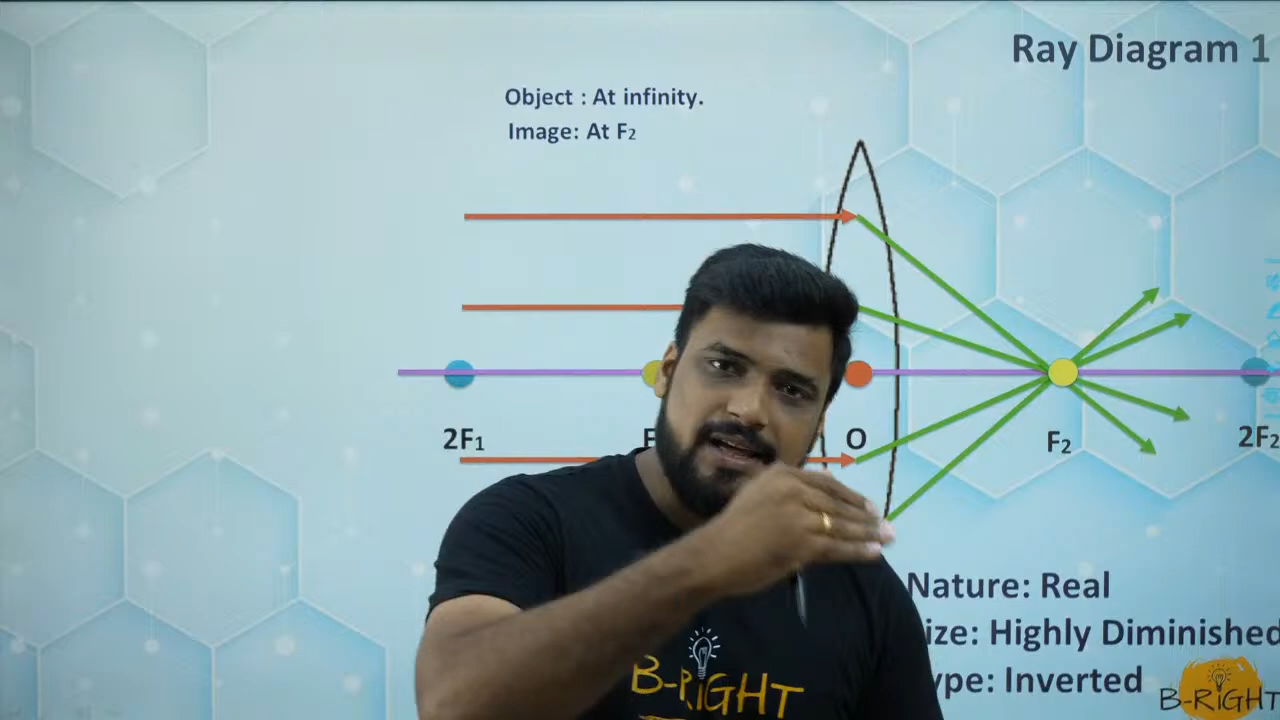 Ray Diagram 1
Object : At infinity.
Image: At F₂
2F₁
F
O
F₂
2F₂
Nature: Real
ize: Highly Diminished
ype: Inverted
B-RiGHT
B-RiGHT